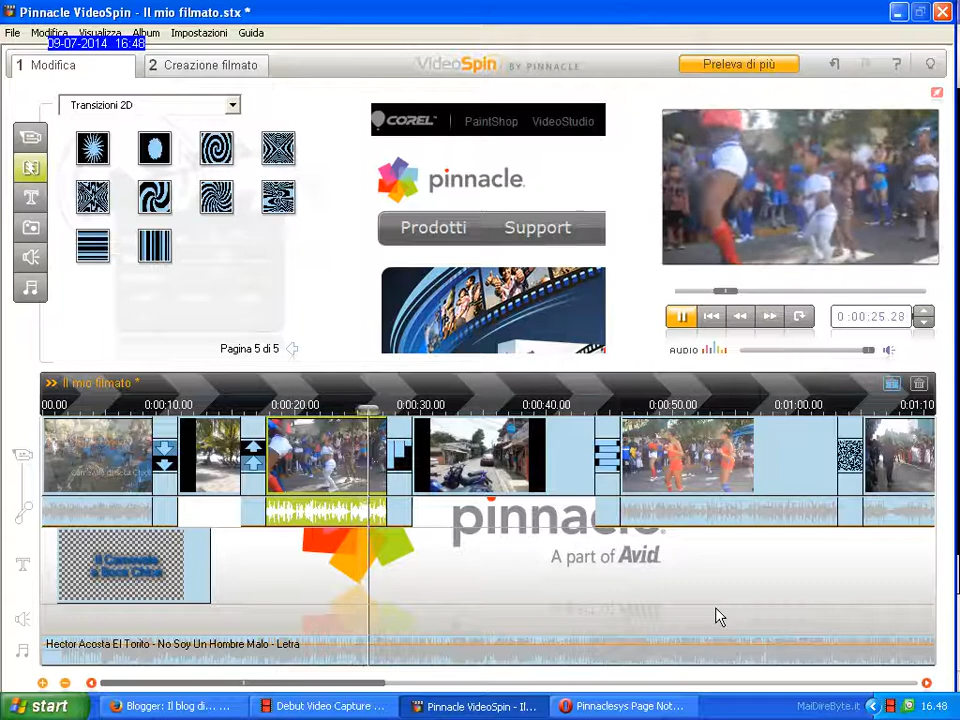 Pinnacle VideoSpin - Il mio filmato.stx *
File Modifica Visualizza Album Impostazioni Guida
09-07-2014 16:48
1 Modifica
2 Creazione filmato
VideoSpin BY PINNACLE
Preleva di più
?
Transizioni 2D
COREL PaintShop VideoStudio
pinnacle.
Prodotti Support
0:00:25.28
Pagina 5 di 5
AUDIO
Il mio filmato *
00.00 0:00:10.00 0:00:20.00 0:00:30.00 0:00:40.00 0:00:50.00 0:01:00.00 0:01:10
pinnacle.
A part of Avid
Il Carnevale
a Boca Chica
Hector Acosta El Torito - No Soy Un Hombre Malo - Letra
start
Blogger: Il blog di...
Debut Video Capture ...
Pinnacle VideoSpin - Il...
Pinnaclesys Page Not...
MaiDireByte.it
16.48